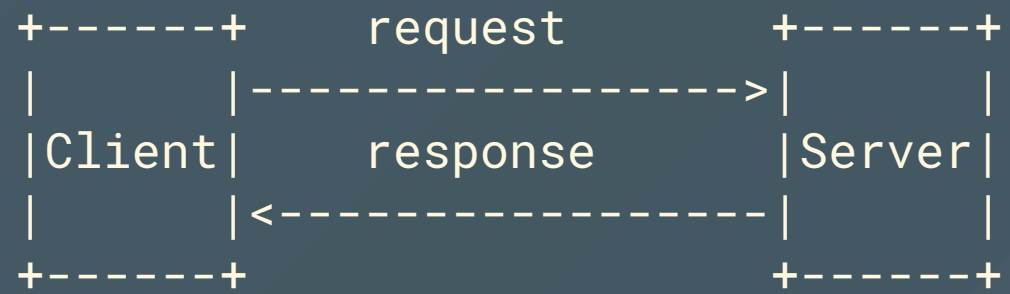 +------+    request       +------+
|      |----------------->|      |
|Client|    response      |Server|
|      |<-----------------|      |
+------+                  +------+